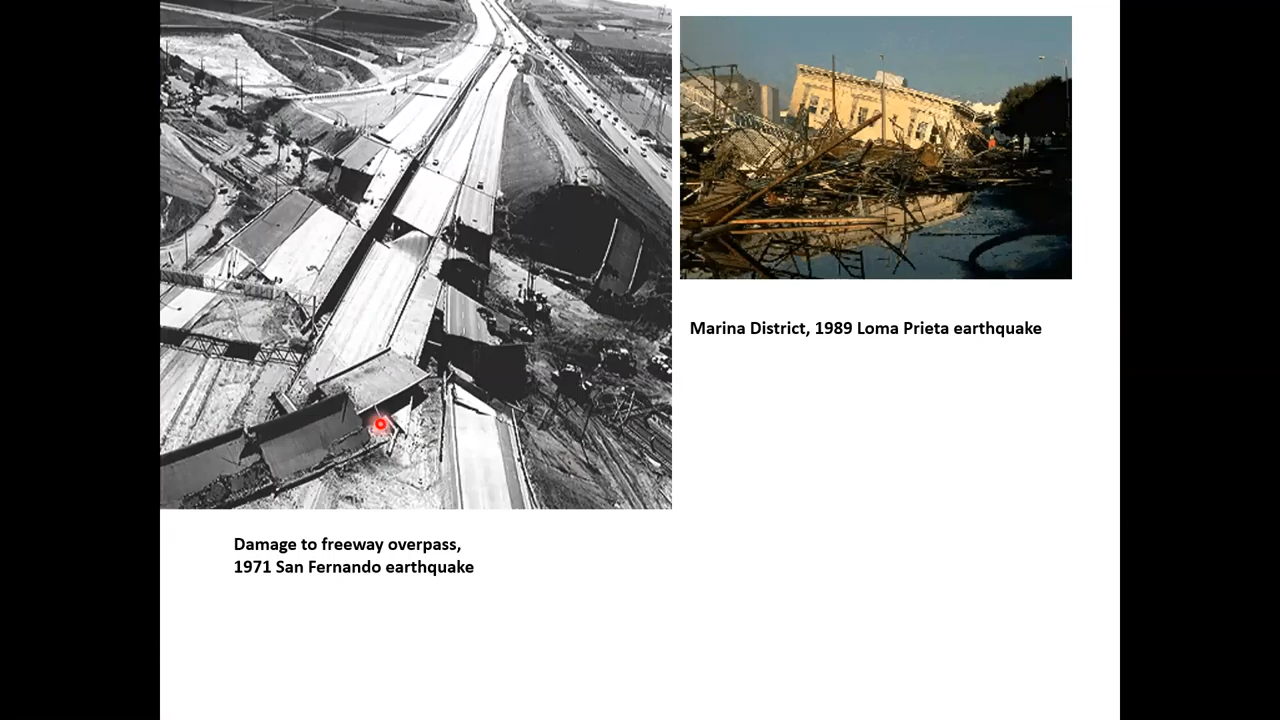 Marina District, 1989 Loma Prieta earthquake
Damage to freeway overpass,
1971 San Fernando earthquake